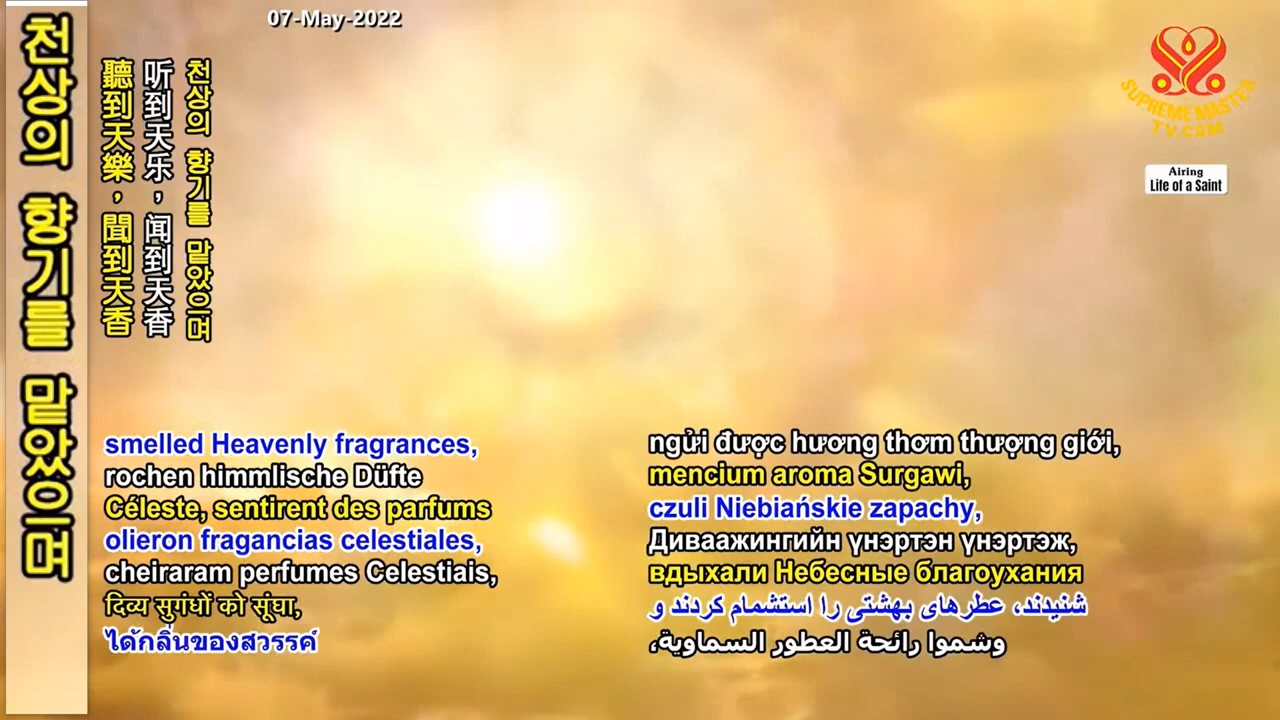 07-May-2022
천상의 향기를 맡았으며
聽到天樂，聞到天香
听到天乐，闻到天香
천상의 향기를 맡았으며
SUPREME MASTER
TV.COM
Airing
Life of a Saint
smelled Heavenly fragrances,
rochen himmlische Düfte
Céleste, sentirent des parfums
olieron fragancias celestiales,
cheiraram perfumes Celestiais,
दिव्य सुगंधों को सूंघा,
ได้กลิ่นของสวรรค์
ngửi được hương thơm thượng giới,
mencium aroma Surgawi,
czuli Niebiańskie zapachy,
Диваажингийн үнэртэн үнэртэж,
вдыхали Небесные благоухания
شنیدند، عطرهای بهشتی را استشمام کردند و
وشموا رائحة العطور السماوية،